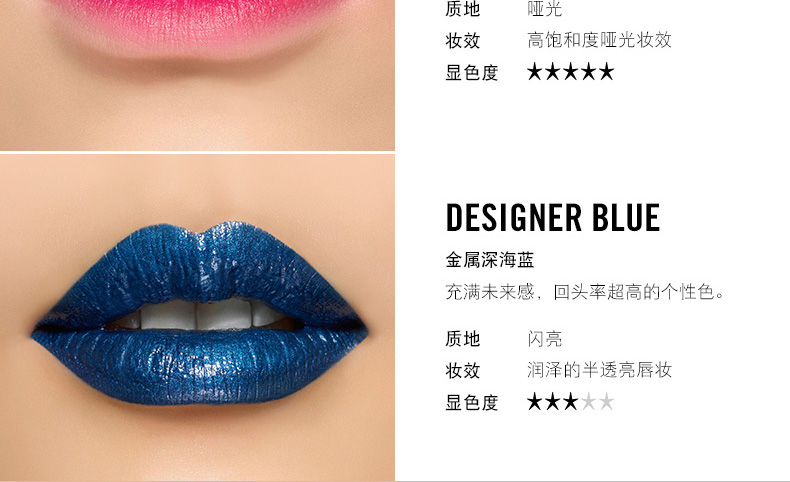 质地 哑光
妆效 高饱和度哑光妆效
显色度 ★★★★★
DESIGNER BLUE
金属深海蓝
充满未来感，回头率超高的个性色。
质地 闪亮
妆效 润泽的半透亮唇妆
显色度 ★★★★★